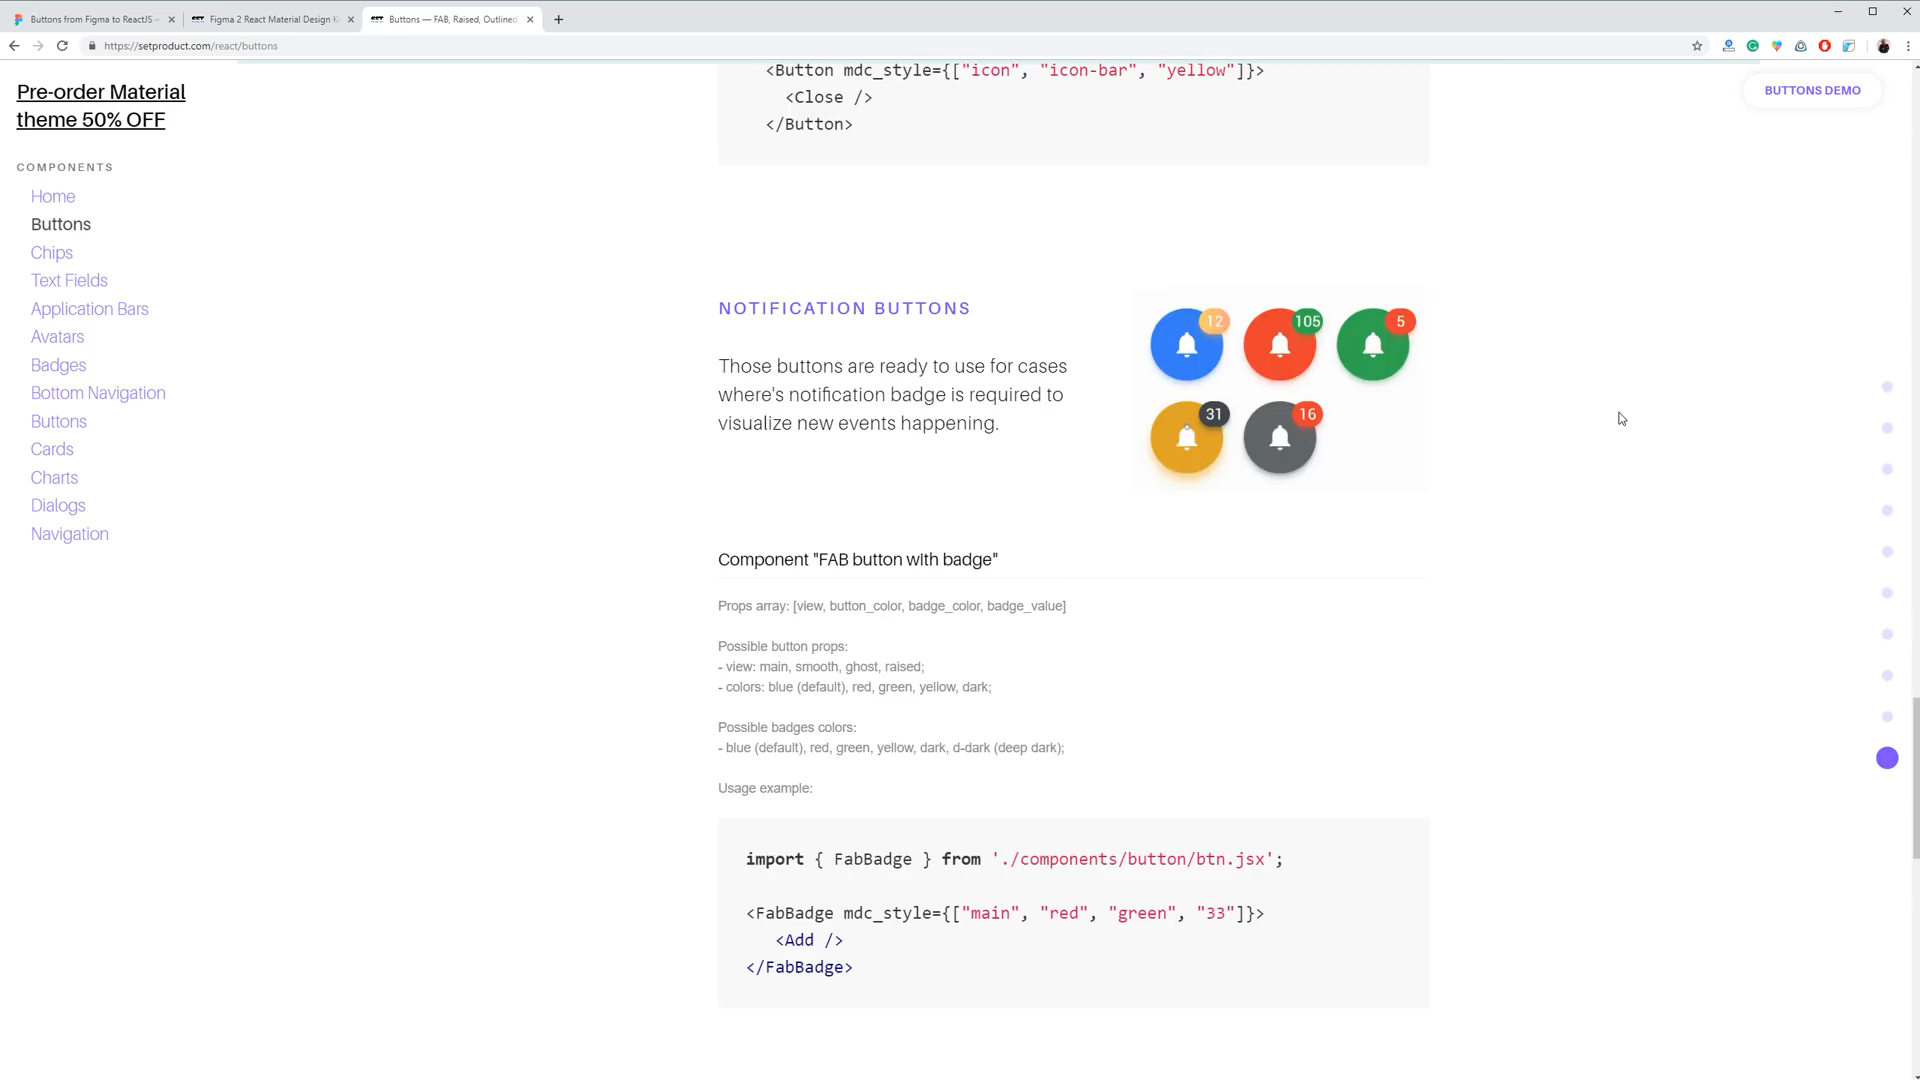 Buttons from Figma to ReactJS -
Figma 2 React Material Design Ki
Buttons — FAB, Raised, Outlined
https://setproduct.com/react/buttons
Pre-order Material
theme 50% OFF
BUTTONS DEMO
COMPONENTS
Home
Buttons
Chips
Text Fields
Application Bars
Avatars
Badges
Bottom Navigation
Buttons
Cards
Charts
Dialogs
Navigation
<Button mdc_style={["icon", "icon-bar", "yellow"]}>
<Close />
</Button>
NOTIFICATION BUTTONS
Those buttons are ready to use for cases
where's notification badge is required to
visualize new events happening.
12
105
5
31
16
Component "FAB button with badge"
Props array: [view, button_color, badge_color, badge_value]
Possible button props:
- view: main, smooth, ghost, raised;
- colors: blue (default), red, green, yellow, dark;
Possible badges colors:
- blue (default), red, green, yellow, dark, d-dark (deep dark);
Usage example:
import { FabBadge } from './components/button/btn.jsx';
<FabBadge mdc_style={["main", "red", "green", "33"]}>
<Add />
</FabBadge>